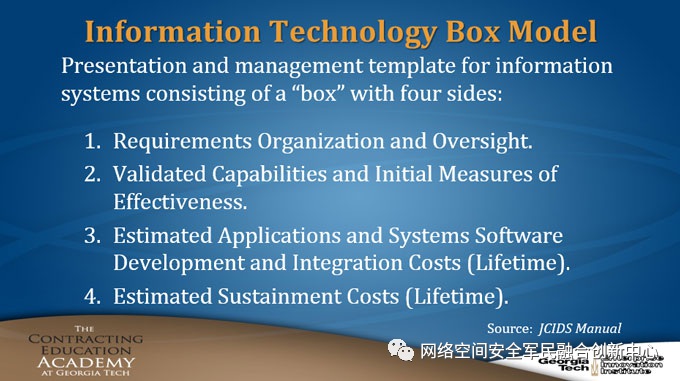 Information Technology Box Model
Presentation and management template for information
systems consisting of a “box” with four sides:
1. Requirements Organization and Oversight.
2. Validated Capabilities and Initial Measures of
Effectiveness.
3. Estimated Applications and Systems Software
Development and Integration Costs (Lifetime).
4. Estimated Sustainment Costs (Lifetime).
Source: JCIDS Manual
THE
CONTRACTING
EDUCATION
ACADEMY
AT GEORGIA TECH
网络空间安全军民融合创新中心
Georgia
Tech
Innovation
Institute